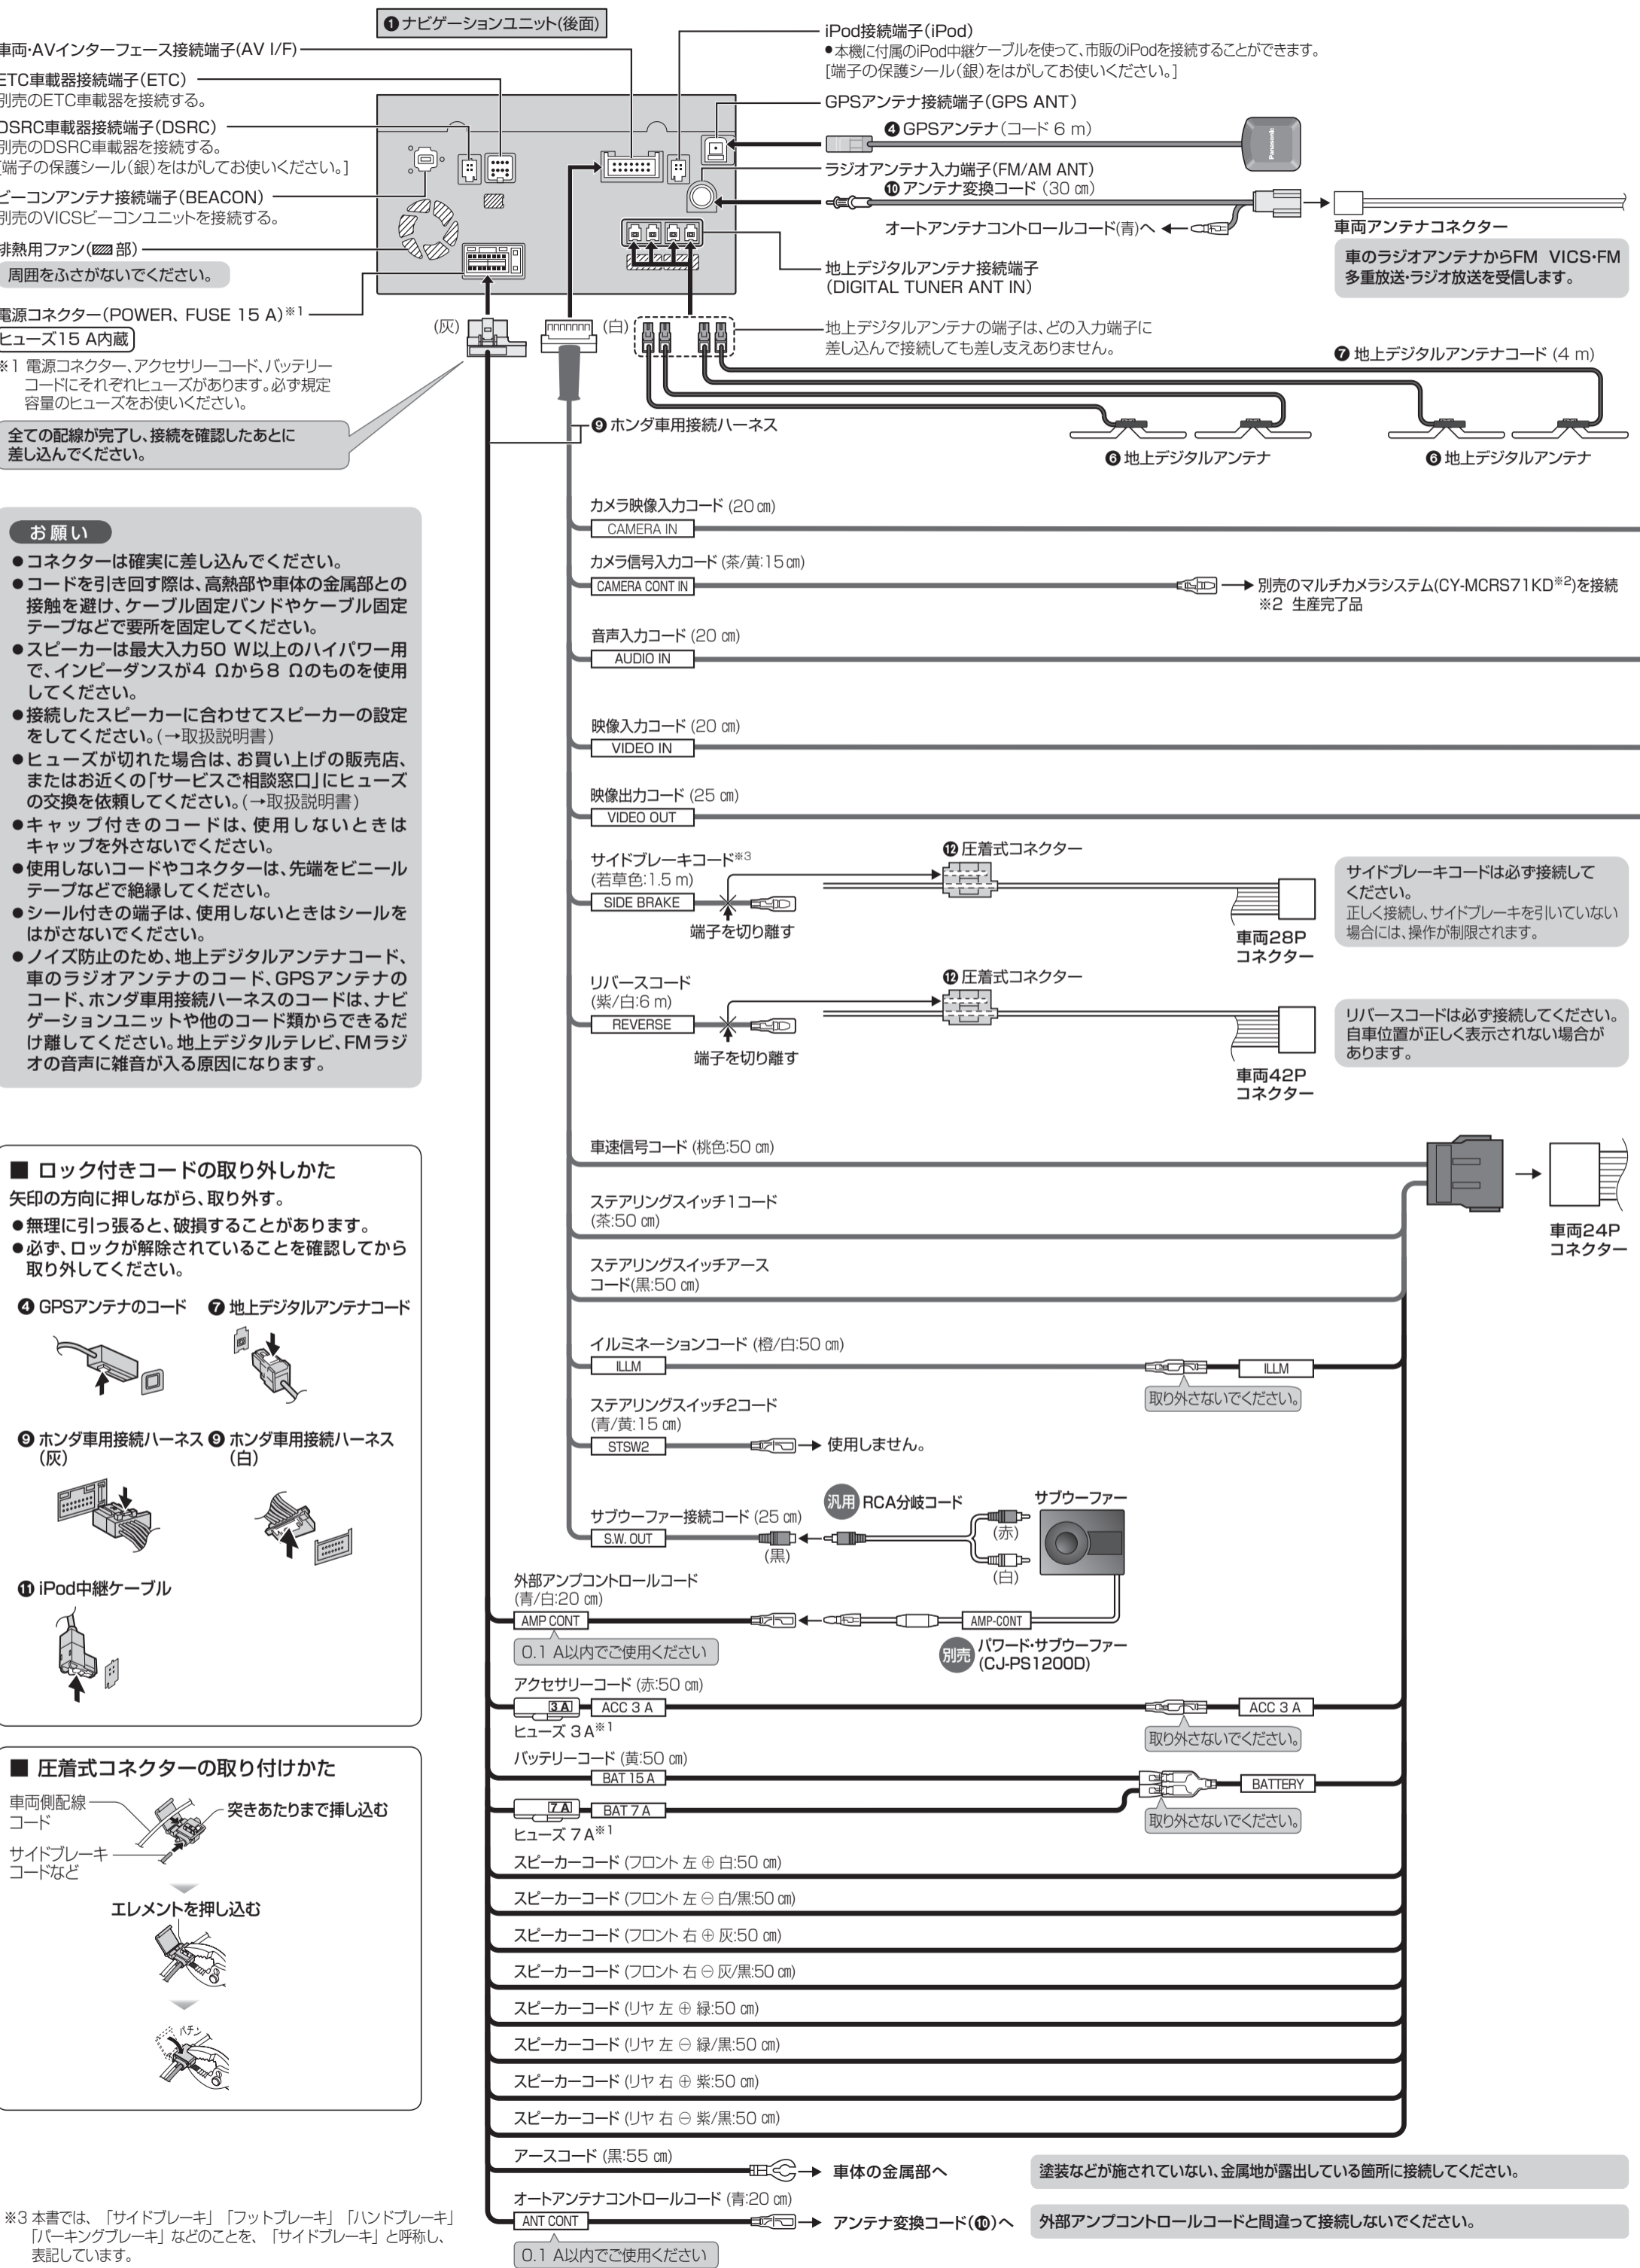 ❶ナビゲーションユニット(後面)
車両・AVインターフェース接続端子(AV I/F)
ETC車載器接続端子(ETC)
別売のETC車載器を接続する。
DSRC車載器接続端子(DSRC)
別売のDSRC車載器を接続する。
[端子の保護シール(銀)をはがしてお使いください。]
ビーコンアンテナ接続端子(BEACON)
別売のVICSビーコンユニットを接続する。
排熱用ファン(部)
周囲をふさがないでください。
電源コネクター(POWER、FUSE 15 A)※1
ヒューズ15 A内蔵
※1 電源コネクター、アクセサリーコード、バッテリー
コードにそれぞれヒューズがあります。必ず規定
容量のヒューズをお使いください。
全ての配線が完了し、接続を確認したあとに
差し込んでください。
iPod接続端子(iPod)
●本機に付属のiPod中継ケーブルを使って、市販のiPodを接続することができます。
[端子の保護シール(銀)をはがしてお使いください。]
GPSアンテナ接続端子(GPS ANT)
❹GPSアンテナ(コード 6 m)
Panasonic
ラジオアンテナ入力端子(FM/AM ANT)
❿アンテナ変換コード (30 ㎝)
オートアンテナコントロールコード(青)へ
車両アンテナコネクター
車のラジオアンテナからFM VICS・FM
多重放送・ラジオ放送を受信します。
地上デジタルアンテナ接続端子
(DIGITAL TUNER ANT IN)
(灰)
(白)
地上デジタルアンテナの端子は、どの入力端子に
差し込んで接続しても差し支えありません。
❼地上デジタルアンテナコード (4 m)
❾ホンダ車用接続ハーネス
❻地上デジタルアンテナ
❻地上デジタルアンテナ
お願い
●コネクターは確実に差し込んでください。
●コードを引き回す際は、高熱部や車体の金属部との
接触を避け、ケーブル固定バンドやケーブル固定
テープなどで要所を固定してください。
●スピーカーは最大入力50 W以上のハイパワー用
で、インピーダンスが4 Ωから8 Ωのものを使用
してください。
●接続したスピーカーに合わせてスピーカーの設定
をしてください。(→取扱説明書)
●ヒューズが切れた場合は、お買い上げの販売店、
またはお近くの「サービスご相談窓口」にヒューズ
の交換を依頼してください。(→取扱説明書)
●キャップ付きのコードは、使用しないときは
キャップを外さないでください。
●使用しないコードやコネクターは、先端をビニール
テープなどで絶縁してください。
●シール付きの端子は、使用しないときはシールを
はがさないでください。
●ノイズ防止のため、地上デジタルアンテナコード、
車のラジオアンテナのコード、GPSアンテナの
コード、ホンダ車用接続ハーネスのコードは、ナビ
ゲーションユニットや他のコード類からできるだ
け離してください。地上デジタルテレビ、FMラジ
オの音声に雑音が入る原因になります。
■ ロック付きコードの取り外しかた
矢印の方向に押しながら、取り外す。
●無理に引っ張ると、破損することがあります。
●必ず、ロックが解除されていることを確認してから
取り外してください。
❹GPSアンテナのコード
❼地上デジタルアンテナコード
❾ホンダ車用接続ハーネス
(灰)
❾ホンダ車用接続ハーネス
(白)
⓫iPod中継ケーブル
■ 圧着式コネクターの取り付けかた
車両側配線
コード
突きあたりまで挿し込む
サイドブレーキ
コードなど
エレメントを押し込む
パチン
※3 本書では、「サイドブレーキ」「フットブレーキ」「ハンドブレーキ」
「パーキングブレーキ」などのことを、「サイドブレーキ」と呼称し、
表記しています。
カメラ映像入力コード (20 ㎝)
CAMERA IN
カメラ信号入力コード (茶/黄:15 ㎝)
CAMERA CONT IN
別売のマルチカメラシステム(CY-MCRS71KD※2)を接続
※2 生産完了品
音声入力コード (20 ㎝)
AUDIO IN
映像入力コード (20 ㎝)
VIDEO IN
映像出力コード (25 ㎝)
VIDEO OUT
サイドブレーキコード※3
(若草色:1.5 m)
SIDE BRAKE
端子を切り離す
⓬圧着式コネクター
車両28P
コネクター
サイドブレーキコードは必ず接続して
ください。
正しく接続し、サイドブレーキを引いていない
場合には、操作が制限されます。
リバースコード
(紫/白:6 m)
REVERSE
端子を切り離す
⓬圧着式コネクター
車両42P
コネクター
リバースコードは必ず接続してください。
自車位置が正しく表示されない場合が
あります。
車速信号コード (桃色:50 ㎝)
ステアリングスイッチ1コード
(茶:50 ㎝)
車両24P
コネクター
ステアリングスイッチアース
コード(黒:50 ㎝)
イルミネーションコード (橙/白:50 ㎝)
ILLM
ILLM
取り外さないでください。
ステアリングスイッチ2コード
(青/黄:15 ㎝)
STSW2
使用しません。
サブウーファー接続コード (25 ㎝)
S.W. OUT
(黒)
汎用 RCA分岐コード
(赤)
(白)
サブウーファー
外部アンプコントロールコード
(青/白:20 ㎝)
AMP CONT
0.1 A以内でご使用ください
AMP-CONT
別売 パワード・サブウーファー
(CJ-PS1200D)
アクセサリーコード (赤:50 ㎝)
3 A
ACC 3 A
ACC 3 A
ヒューズ 3 A※1
取り外さないでください。
バッテリーコード (黄:50 ㎝)
BAT 15 A
BATTERY
7 A
BAT 7 A
ヒューズ 7 A※1
取り外さないでください。
スピーカーコード (フロント 左 ⊕ 白:50 ㎝)
スピーカーコード (フロント 左 ⊖ 白/黒:50 ㎝)
スピーカーコード (フロント 右 ⊕ 灰:50 ㎝)
スピーカーコード (フロント 右 ⊖ 灰/黒:50 ㎝)
スピーカーコード (リヤ 左 ⊕ 緑:50 ㎝)
スピーカーコード (リヤ 左 ⊖ 緑/黒:50 ㎝)
スピーカーコード (リヤ 右 ⊕ 紫:50 ㎝)
スピーカーコード (リヤ 右 ⊖ 紫/黒:50 ㎝)
アースコード (黒:55 ㎝)
車体の金属部へ
塗装などが施されていない、金属地が露出している箇所に接続してください。
オートアンテナコントロールコード (青:20 ㎝)
ANT CONT
アンテナ変換コード(❿)へ
外部アンプコントロールコードと間違って接続しないでください。
0.1 A以内でご使用ください